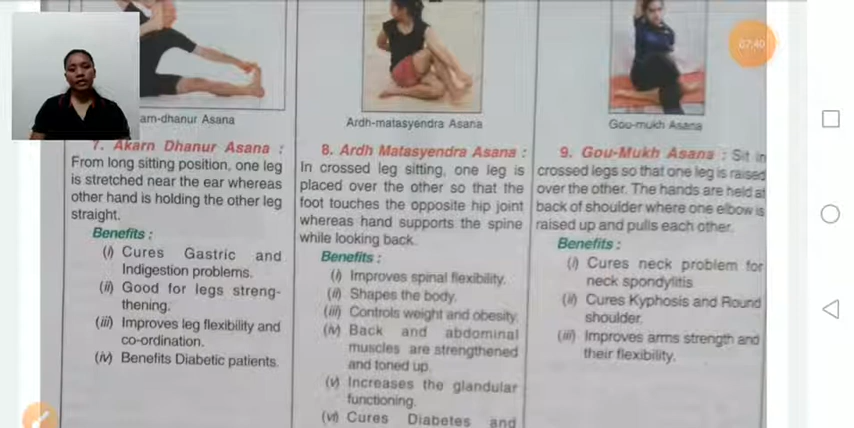 07:40
arn-dhanur Asana
7. Akarn Dhanur Asana :
From long sitting position, one leg
is stretched near the ear whereas
other hand is holding the other leg
straight.
Benefits :
(i) Cures Gastric and
Indigestion problems.
(ii) Good for legs streng-
thening.
(iii) Improves leg flexibility and
co-ordination.
(iv) Benefits Diabetic patients.
Ardh-matasyendra Asana
8. Ardh Matasyendra Asana :
In crossed leg sitting, one leg is
placed over the other so that the
foot touches the opposite hip joint
whereas hand supports the spine
while looking back.
Benefits :
(i) Improves spinal flexibility.
(ii) Shapes the body.
(iii) Controls weight and obesity.
(iv) Back and abdominal
muscles are strengthened
and toned up.
(v) Increases the glandular
functioning.
(vi) Cures Diabetes and
Gou-mukh Asana
9. Gou-Mukh Asana : Sit in
crossed legs so that one leg is raised
over the other. The hands are held at
back of shoulder where one elbow is
raised up and pulls each other.
Benefits :
(i) Cures neck problem for
neck spondylitis
(ii) Cures Kyphosis and Round
shoulder.
(iii) Improves arms strength and
their flexibility.